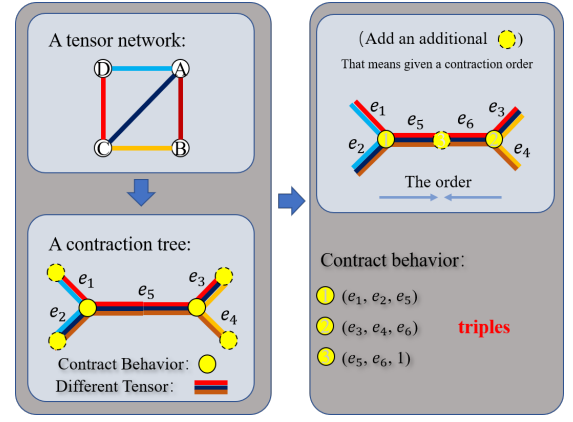 A tensor network:
D
A
C
B
A contraction tree:
e₁
e₂
e₅
e₃
e₄
Contract Behavior:
Different Tensor:
(Add an additional )
That means given a contraction order
e₁
e₂
e₅
e₆
e₃
e₄
1
3
2
The order
Contract behavior:
1 (e₁, e₂, e₅)
2 (e₃, e₄, e₆)
3 (e₅, e₆, 1)
triples